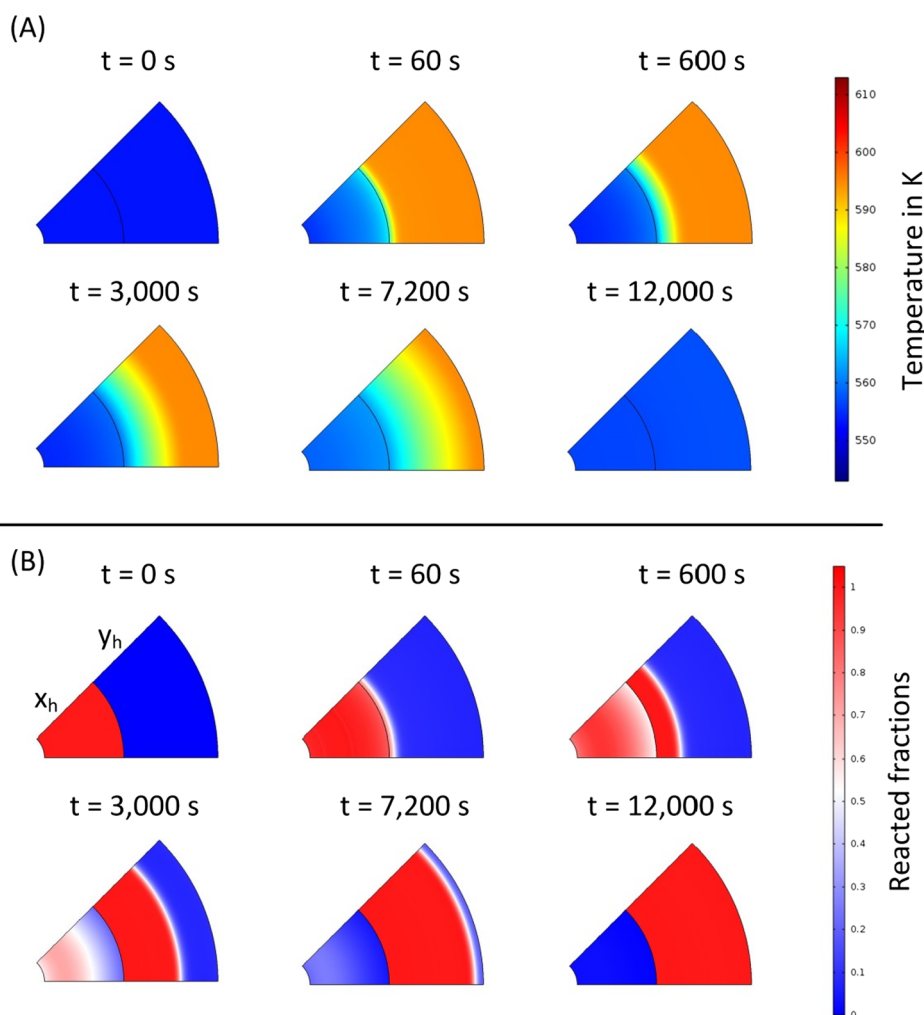 (A)
t = 0 s
t = 60 s
t = 600 s
t = 3,000 s
t = 7,200 s
t = 12,000 s
610
600
590
580
570
560
550
Temperature in K
(B)
t = 0 s
t = 60 s
t = 600 s
yh
xh
t = 3,000 s
t = 7,200 s
t = 12,000 s
1
0.9
0.8
0.7
0.6
0.5
0.4
0.3
0.2
0.1
0
Reacted fractions